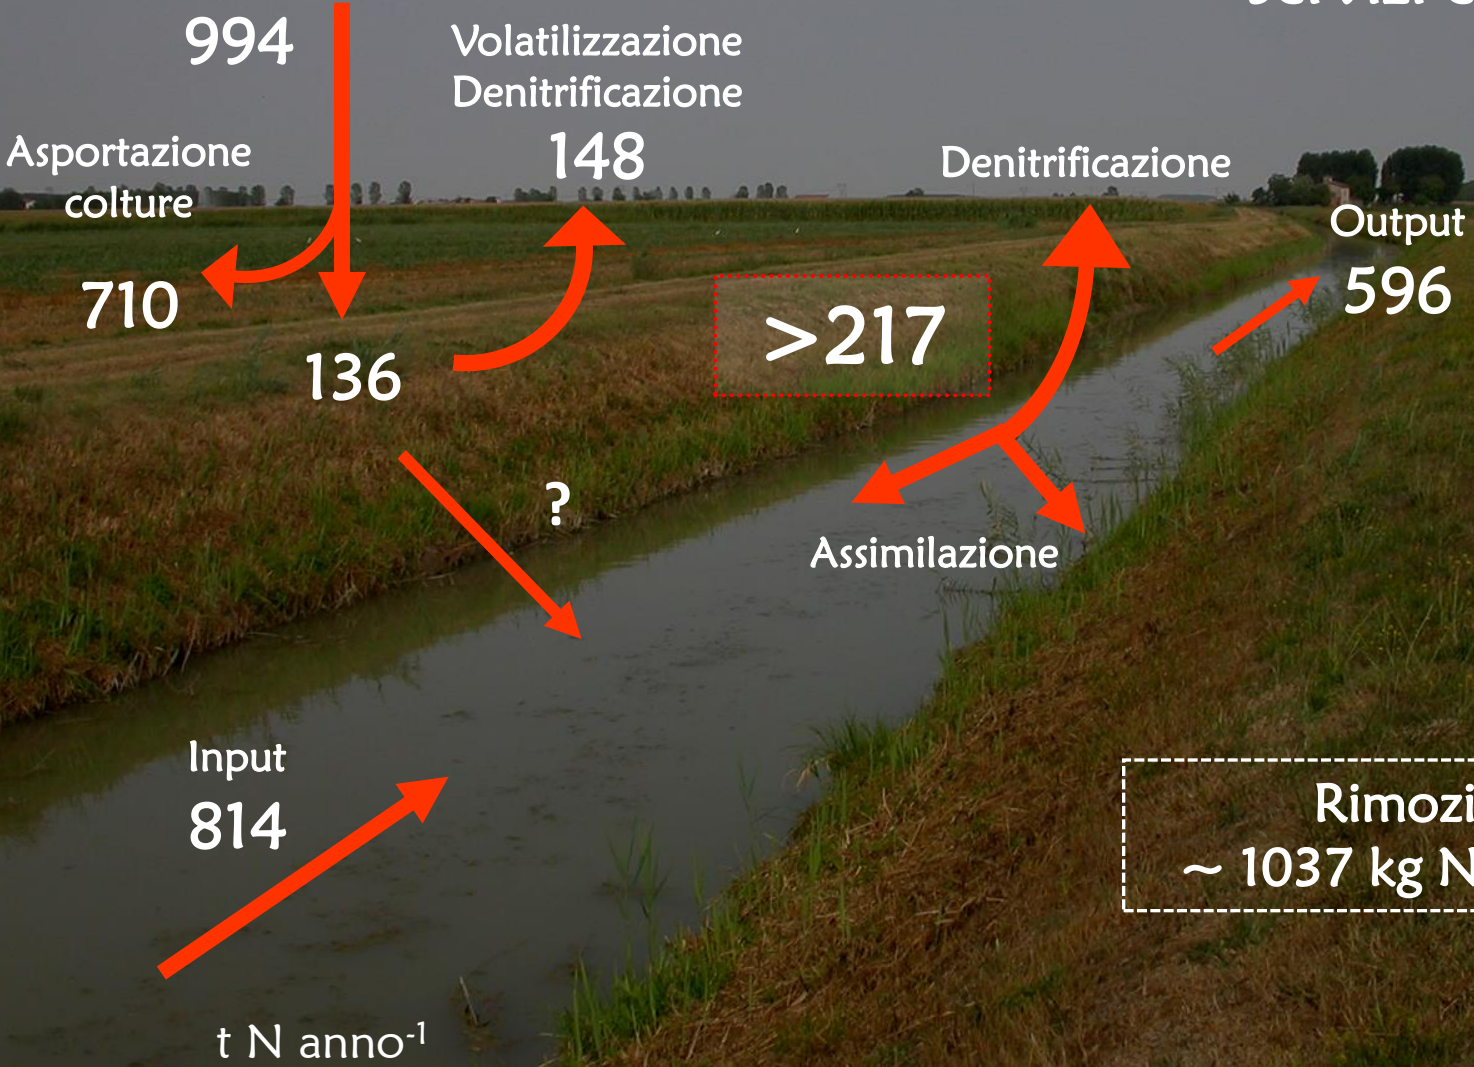 994
Volatilizzazione
Denitrificazione
148
Asportazione
colture
710
Denitrificazione
Output
596
>217
136
?
Assimilazione
Input
814
~ 1037 kg N
t N anno⁻¹